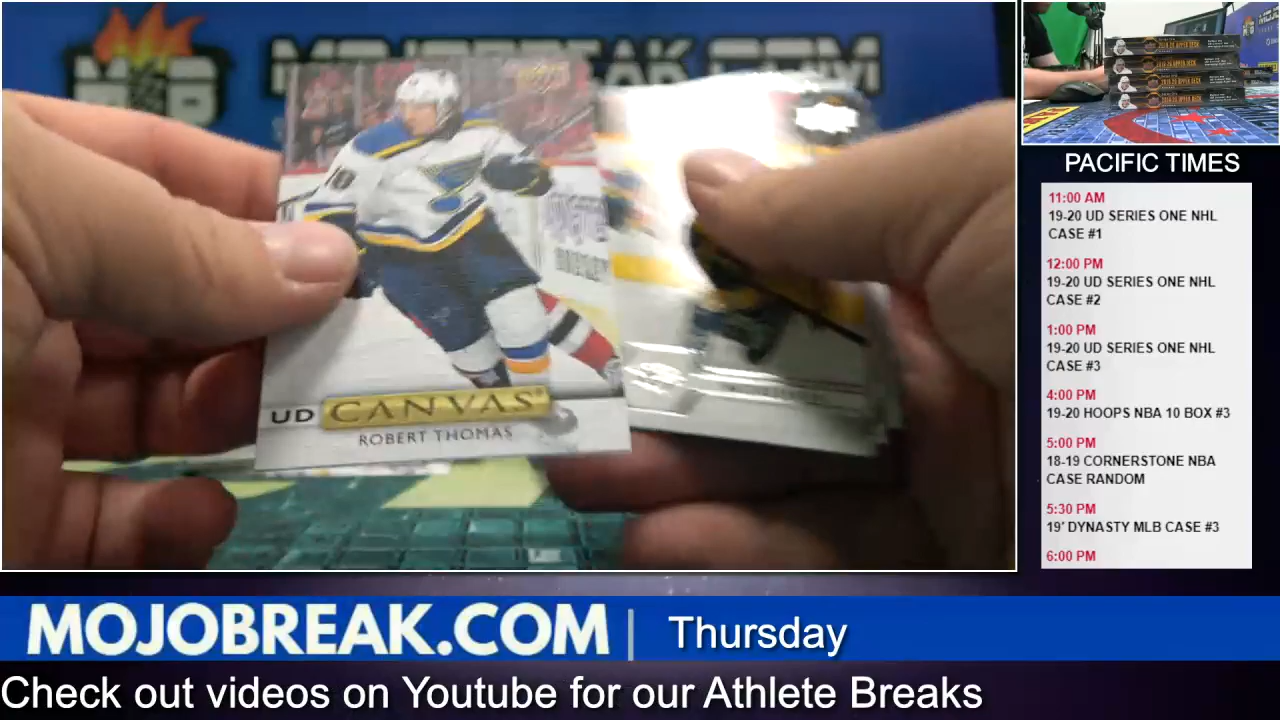 MOJOBREAK.COM
UD CANVAS
ROBERT THOMAS
PACIFIC TIMES
11:00 AM
19-20 UD SERIES ONE NHL
CASE #1
12:00 PM
19-20 UD SERIES ONE NHL
CASE #2
1:00 PM
19-20 UD SERIES ONE NHL
CASE #3
4:00 PM
19-20 HOOPS NBA 10 BOX #3
5:00 PM
18-19 CORNERSTONE NBA
CASE RANDOM
5:30 PM
19' DYNASTY MLB CASE #3
6:00 PM
MOJOBREAK.COM | Thursday
Check out videos on Youtube for our Athlete Breaks